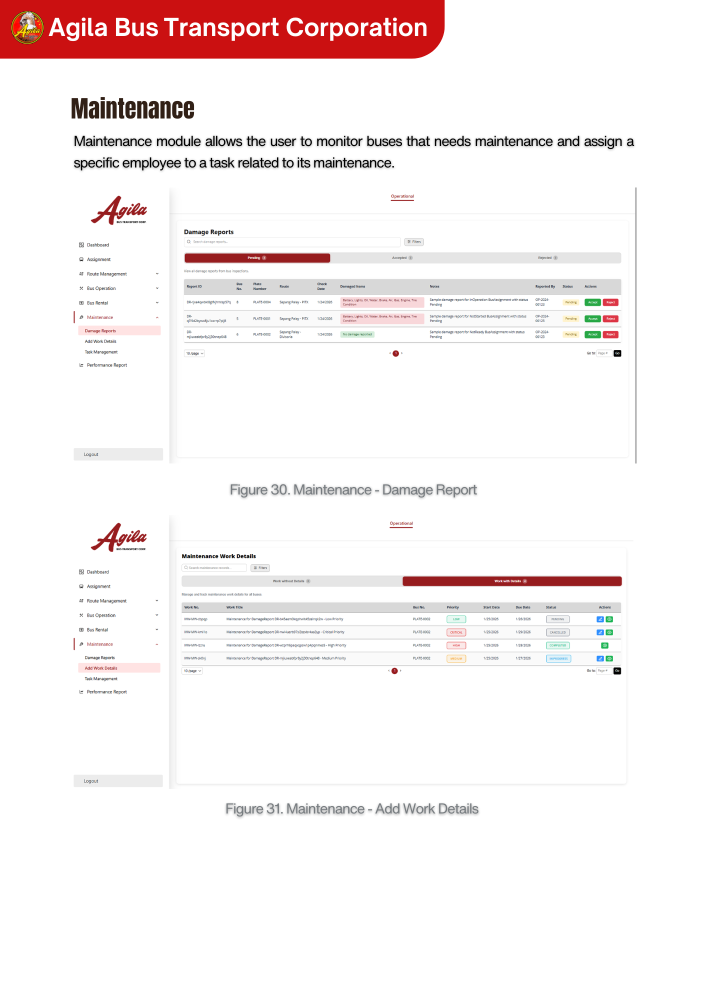 Agila Bus Transport Corporation
Maintenance
Maintenance module allows the user to monitor buses that needs maintenance and assign a
specific employee to a task related to its maintenance.
Agila
BUS TRANSPORT CORP.
Dashboard
Assignment
Route Management
Bus Operation
Bus Rental
Maintenance
Damage Reports
Add Work Details
Task Management
Performance Report
Logout
Operational
Damage Reports
Search damage reports...
Filters
Pending
Accepted
Rejected
View all damage reports from bus inspections.
Report ID Bus No. Plate Number Route Check Date Damaged Items Notes Reported By Status Actions
8 PLATE-0004 Sapang Palay - PITX 1/24/2026 Battery, Lights, Oil, Water, Brake, Air, Gas, Engine, Tire Condition Sample damage report for InOperation BusAssignment with status Pending OP-2024-00123 Pending Accept Reject
5 PLATE-0001 Sapang Palay - PITX 1/24/2026 Battery, Lights, Oil, Water, Brake, Air, Gas, Engine, Tire Condition Sample damage report for NotStarted BusAssignment with status Pending OP-2024-00123 Pending Accept Reject
DR-mjiuxeabfpr8y2j30tnep648 6 PLATE-0002 Sapang Palay - Divisoria 1/24/2026 No damage reported Sample damage report for NotReady BusAssignment with status Pending OP-2024-00123 Pending Accept Reject
10 /page
1
Go to: Page # Go
Figure 30. Maintenance - Damage Report
Agila
BUS TRANSPORT CORP.
Dashboard
Assignment
Route Management
Bus Operation
Bus Rental
Maintenance
Damage Reports
Add Work Details
Task Management
Performance Report
Logout
Operational
Maintenance Work Details
Search maintenance records...
Filters
Work without Details
Work with Details 4
Manage and track maintenance work details for all buses.
Work No. Work Title Bus No. Priority Start Date Due Date Status Actions
MW-MW-cbpqp Maintenance for DamageReport - Low Priority PLATE-0002 LOW 1/25/2026 1/26/2026 PENDING
MW-MW-kmi1o Maintenance for DamageReport - Critical Priority PLATE-0002 CRITICAL 1/25/2026 1/29/2026 CANCELLED
MW-MW-izzru Maintenance for DamageReport - High Priority PLATE-0002 HIGH 1/25/2026 1/28/2026 COMPLETED
MW-MW-sk0nj Maintenance for DamageReport DR-mjiuxeabfpr8y2j30tnep648 - Medium Priority PLATE-0002 MEDIUM 1/25/2026 1/27/2026 IN PROGRESS
10 /page
1
Go to: Page # Go
Figure 31. Maintenance - Add Work Details